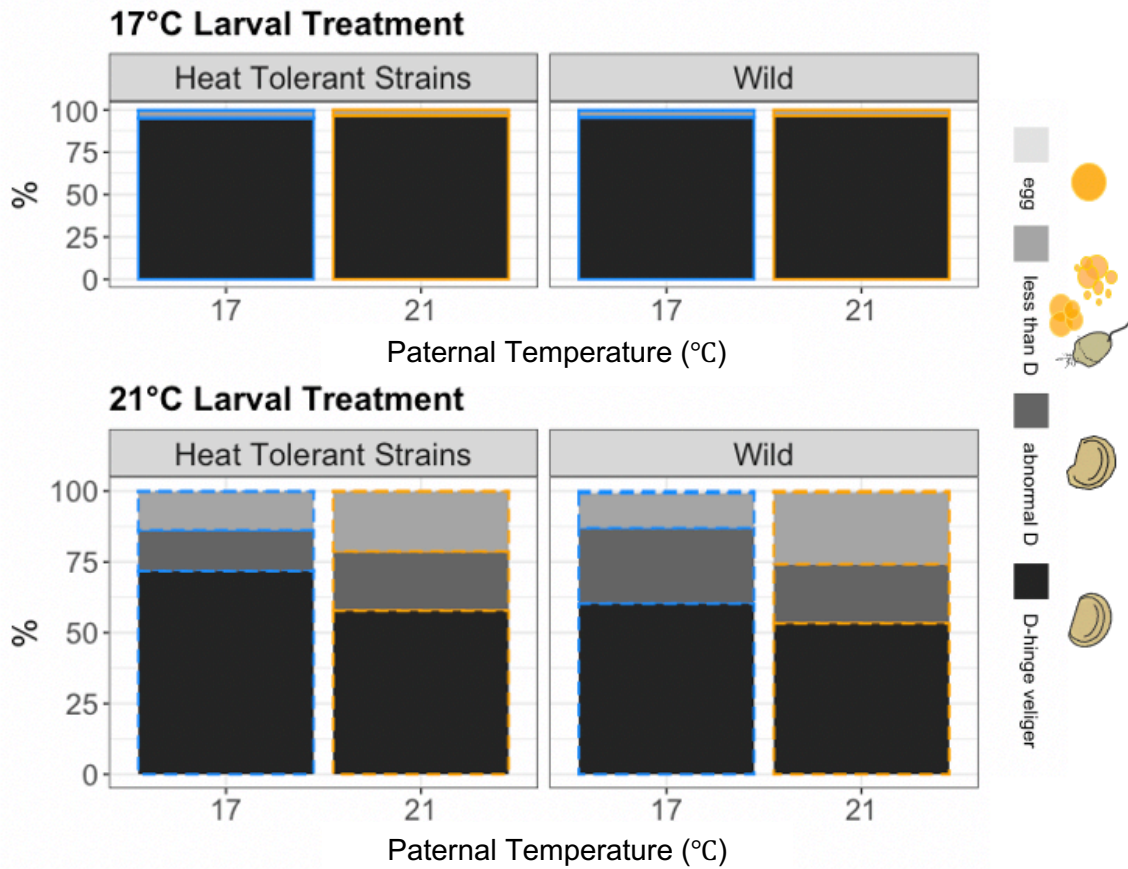 17°C Larval Treatment
Heat Tolerant Strains
Wild
%
100
75
50
25
0
17
21
17
21
Paternal Temperature (℃)
21°C Larval Treatment
Heat Tolerant Strains
Wild
%
100
75
50
25
0
17
21
17
21
Paternal Temperature (℃)
egg
less than D
abnormal D
D-hinge veliger